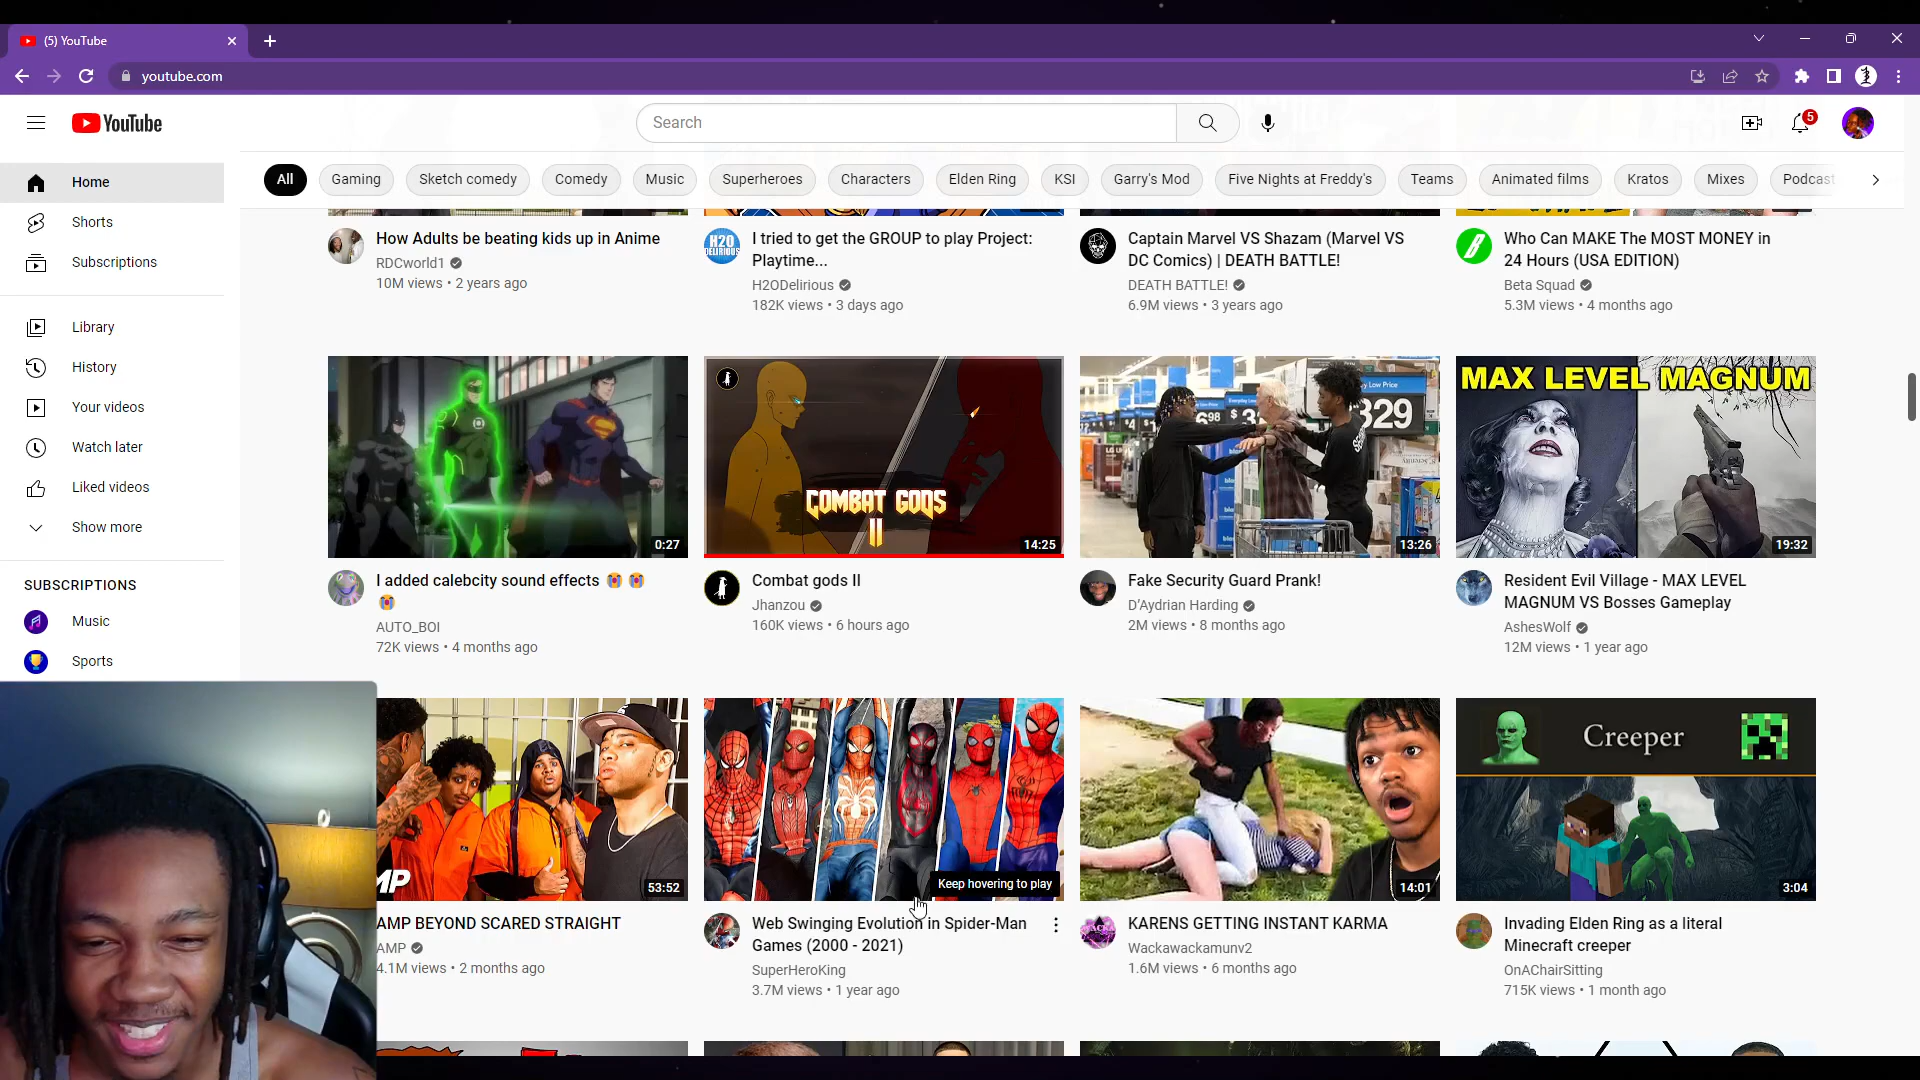 (5) YouTube
youtube.com
YouTube
Search
5
Home
Shorts
Subscriptions
Library
History
Your videos
Watch later
Liked videos
Show more
SUBSCRIPTIONS
Music
Sports
All
Gaming
Sketch comedy
Comedy
Music
Superheroes
Characters
Elden Ring
KSI
Garry's Mod
Five Nights at Freddy's
Teams
Animated films
Kratos
Mixes
Podcast
How Adults be beating kids up in Anime
RDCworld1
10M views • 2 years ago
H2O
DELIRIOUS
I tried to get the GROUP to play Project:
Playtime...
H2ODelirious
182K views • 3 days ago
Captain Marvel VS Shazam (Marvel VS
DC Comics) | DEATH BATTLE!
DEATH BATTLE!
6.9M views • 3 years ago
Who Can MAKE The MOST MONEY in
24 Hours (USA EDITION)
Beta Squad
5.3M views • 4 months ago
0:27
I added calebcity sound effects 😭 😭
😭
AUTO_BOI
72K views • 4 months ago
COMBAT GODS
II
14:25
Combat gods II
Jhanzou
160K views • 6 hours ago
Low Price
329
13:26
Fake Security Guard Prank!
D'Aydrian Harding
2M views • 8 months ago
MAX LEVEL MAGNUM
19:32
Resident Evil Village - MAX LEVEL
MAGNUM VS Bosses Gameplay
AshesWolf
12M views • 1 year ago
53:52
AMP BEYOND SCARED STRAIGHT
AMP
4.1M views • 2 months ago
Keep hovering to play
Web Swinging Evolution in Spider-Man
Games (2000 - 2021)
SuperHeroKing
3.7M views • 1 year ago
14:01
KARENS GETTING INSTANT KARMA
Wackawackamunv2
1.6M views • 6 months ago
Creeper
3:04
Invading Elden Ring as a literal
Minecraft creeper
OnAChairSitting
715K views • 1 month ago